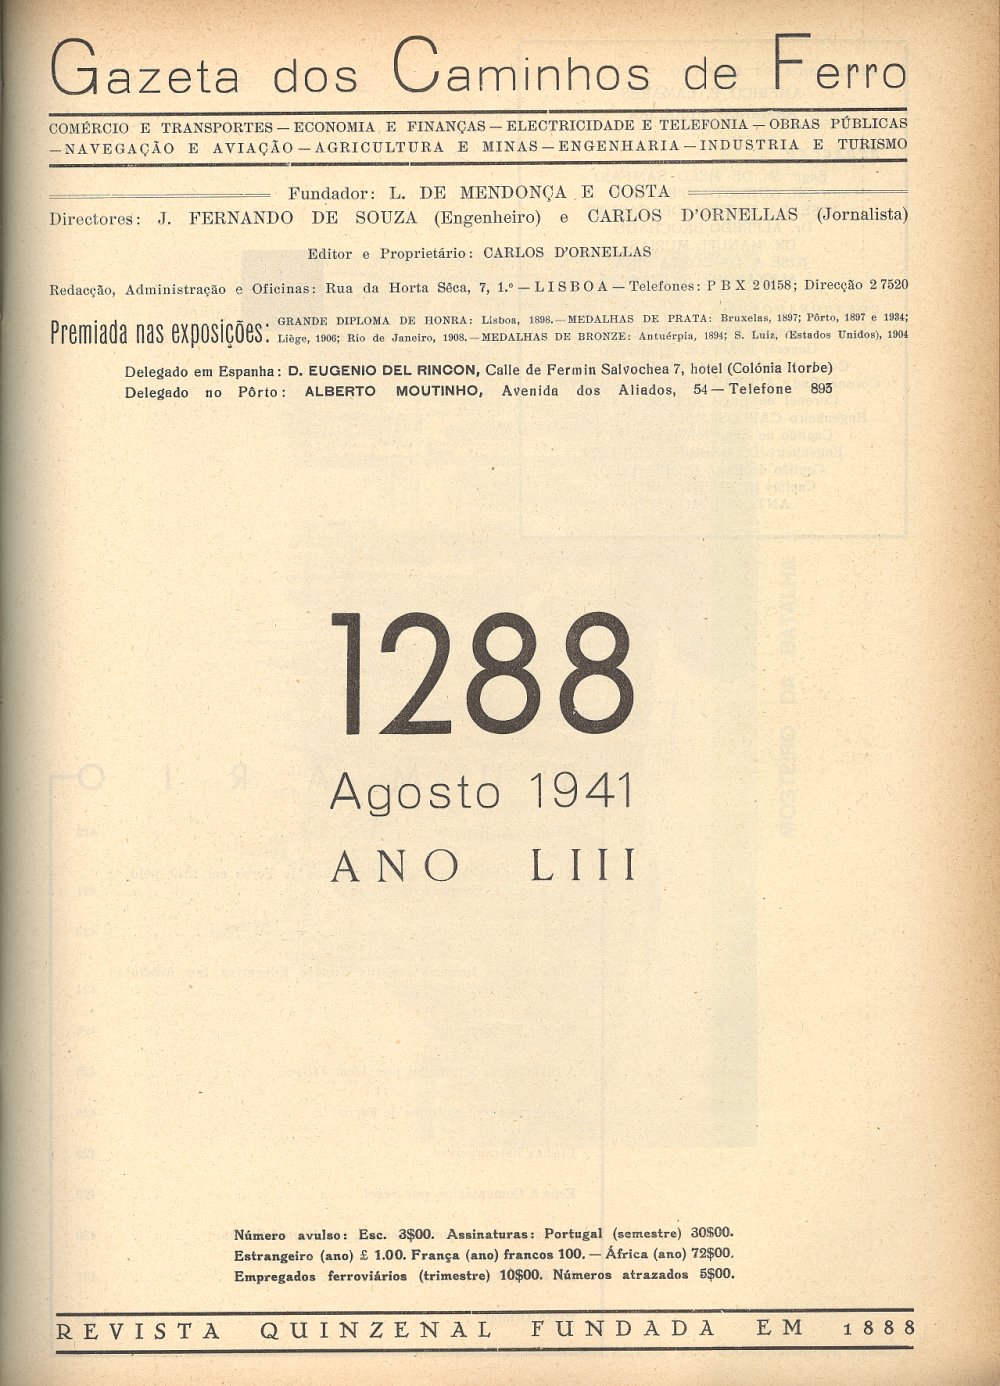 Gazeta dos Caminhos de Ferro
COMÉRCIO E TRANSPORTES — ECONOMIA E FINANÇAS — ELECTRICIDADE E TELEFONIA — OBRAS PÚBLICAS
— NAVEGAÇÃO E AVIAÇÃO — AGRICULTURA E MINAS — ENGENHARIA — INDUSTRIA E TURISMO
Fundador: L. DE MENDONÇA E COSTA
Directores: J. FERNANDO DE SOUZA (Engenheiro) e CARLOS D'ORNELLAS (Jornalista)
Editor e Proprietário: CARLOS D'ORNELLAS
Redacção, Administração e Oficinas: Rua da Horta Sêca, 7, 1.º — LISBOA — Telefones: PBX 20158; Direcção 27520
Premiada nas exposições: GRANDE DIPLOMA DE HONRA: Lisboa, 1898. — MEDALHAS DE PRATA: Bruxelas, 1897; Pôrto, 1897 e 1934;
Liège, 1906; Rio de Janeiro, 1908. — MEDALHAS DE BRONZE: Antuérpia, 1894; S. Luiz, (Estados Unidos), 1904
Delegado em Espanha: D. EUGENIO DEL RINCON, Calle de Fermin Salvochea 7, hotel (Colónia Itorbe)
Delegado no Pôrto: ALBERTO MOUTINHO, Avenida dos Aliados, 54 — Telefone 893
1288
Agosto 1941
ANO LIII
Número avulso: Esc. 3$00. Assinaturas: Portugal (semestre) 30$00.
Estrangeiro (ano) £ 1.00. França (ano) francos 100. — África (ano) 72$00.
Empregados ferroviários (trimestre) 10$00. Números atrazados 5$00.
REVISTA QUINZENAL FUNDADA EM 1888